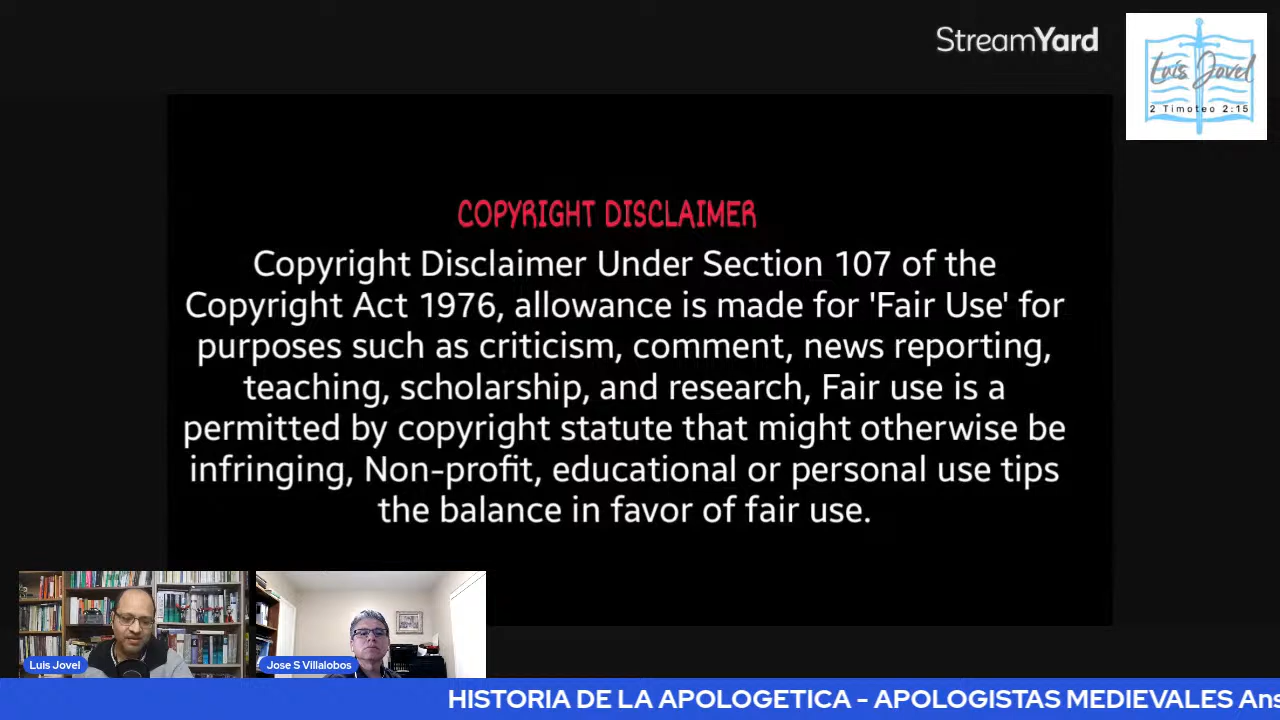 StreamYard
Luis Jovel
2 Timoteo 2:15
COPYRIGHT DISCLAIMER
Copyright Disclaimer Under Section 107 of the
Copyright Act 1976, allowance is made for 'Fair Use' for
purposes such as criticism, comment, news reporting,
teaching, scholarship, and research, Fair use is a
permitted by copyright statute that might otherwise be
infringing, Non-profit, educational or personal use tips
the balance in favor of fair use.
Luis Jovel
Jose S Villalobos
HISTORIA DE LA APOLOGETICA - APOLOGISTAS MEDIEVALES Ans